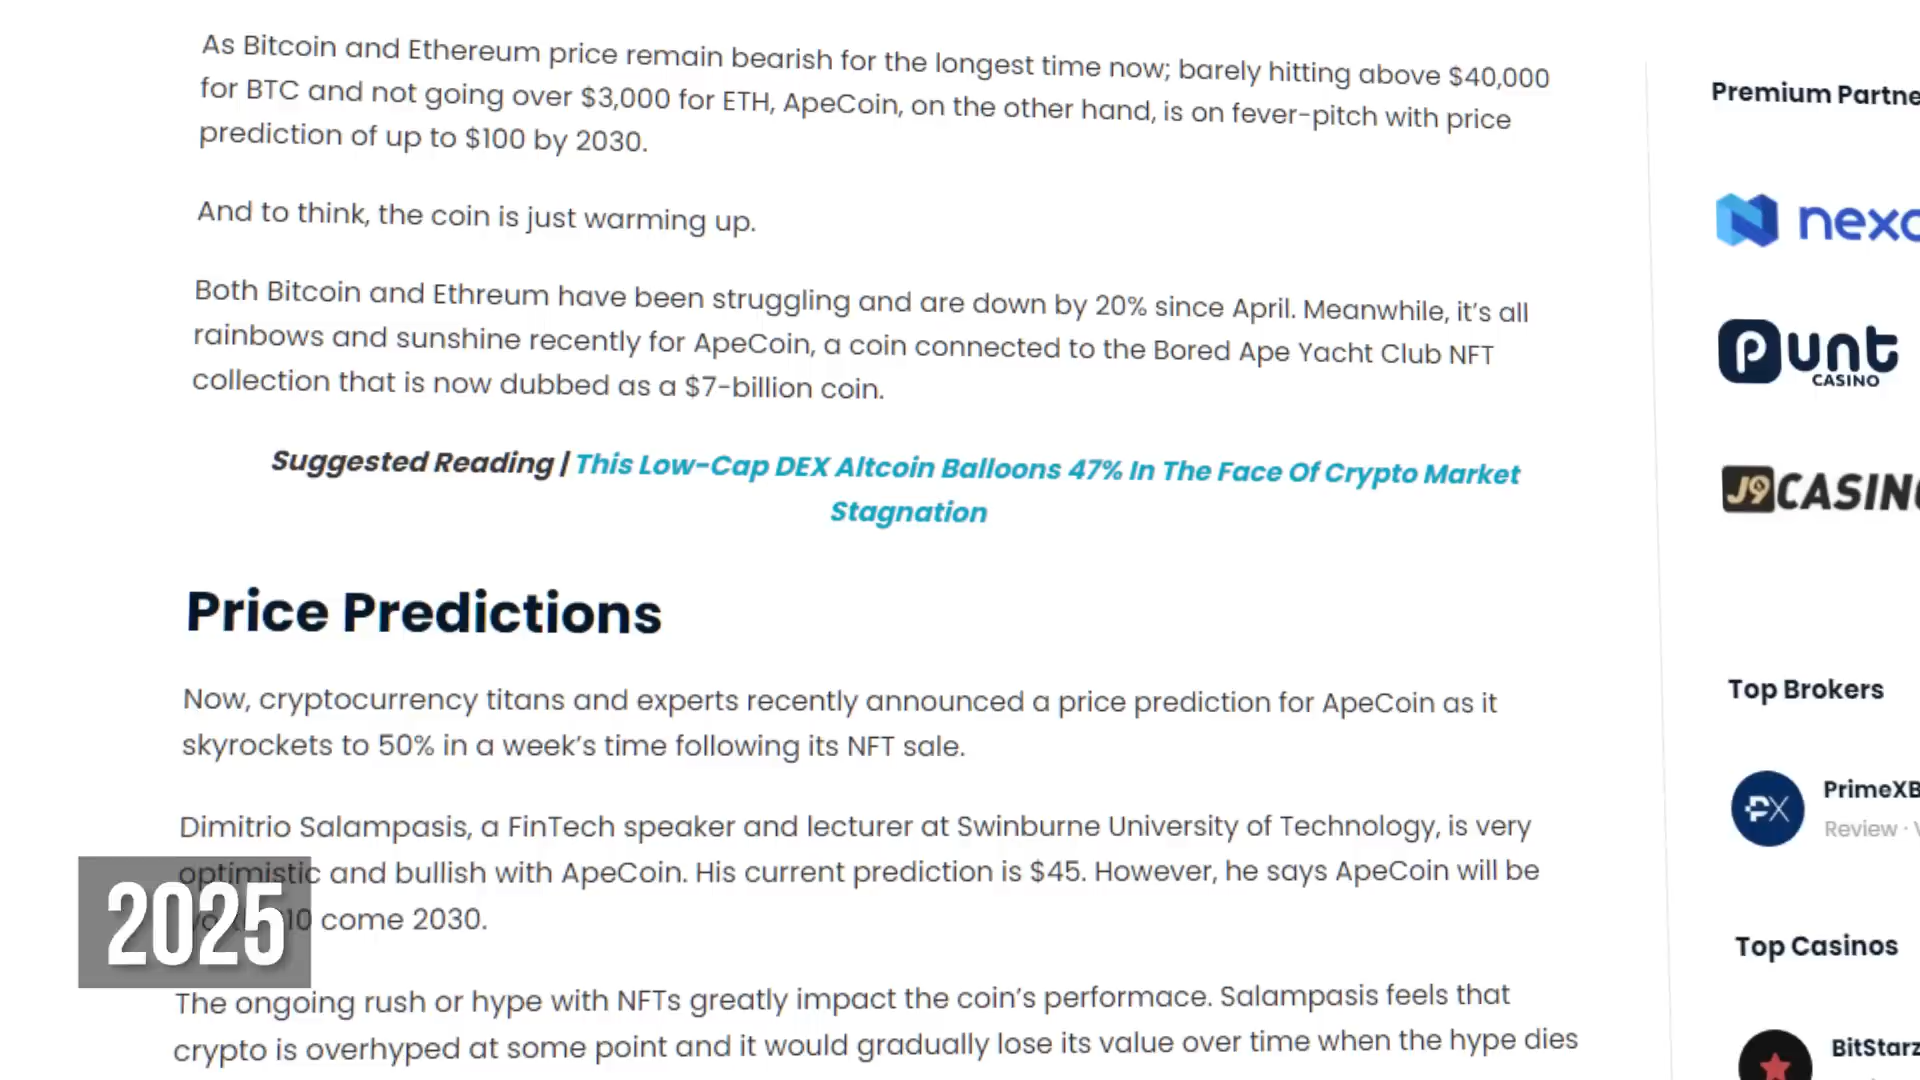 As Bitcoin and Ethereum price remain bearish for the longest time now; barely hitting above $40,000
for BTC and not going over $3,000 for ETH, ApeCoin, on the other hand, is on fever-pitch with price
prediction of up to $100 by 2030.
And to think, the coin is just warming up.
Both Bitcoin and Ethreum have been struggling and are down by 20% since April. Meanwhile, it's all
rainbows and sunshine recently for ApeCoin, a coin connected to the Bored Ape Yacht Club NFT
collection that is now dubbed as a $7-billion coin.
Suggested Reading | This Low-Cap DEX Altcoin Balloons 47% In The Face Of Crypto Market
Stagnation
Price Predictions
Now, cryptocurrency titans and experts recently announced a price prediction for ApeCoin as it
skyrockets to 50% in a week's time following its NFT sale.
Dimitrio Salampasis, a FinTech speaker and lecturer at Swinburne University of Technology, is very
optimistic and bullish with ApeCoin. His current prediction is $45. However, he says ApeCoin will be
10 come 2030.
The ongoing rush or hype with NFTs greatly impact the coin's performace. Salampasis feels that
crypto is overhyped at some point and it would gradually lose its value over time when the hype dies
2025
Premium Partne
nexo
Punt
CASINO
J9 CASINO
Top Brokers
PX
PrimeXB
Review ·
Top Casinos
BitStarz